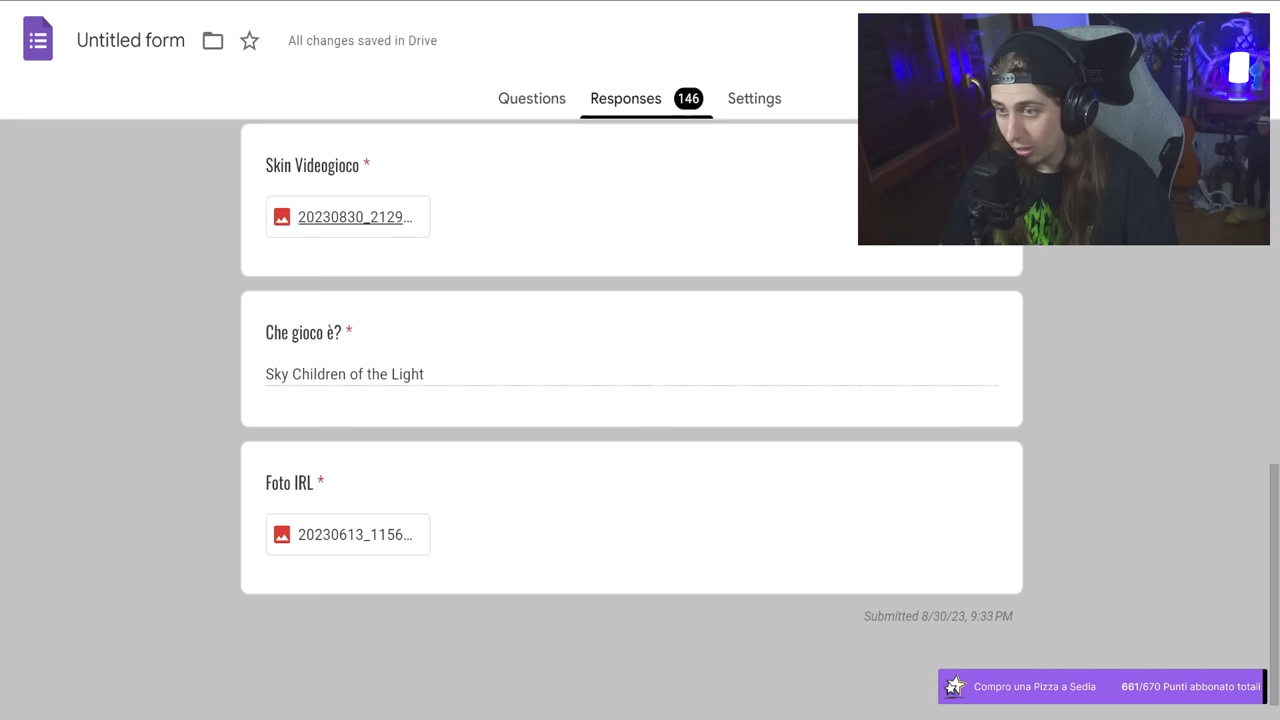 Untitled form
All changes saved in Drive
Questions Responses 146 Settings
Skin Videogioco *
20230830_2129...
Che gioco è? *
Sky Children of the Light
Foto IRL *
20230613_1156...
Submitted 8/30/23, 9:33 PM
Compro una Pizza a Sedia 661/670 Punti abbonato totali